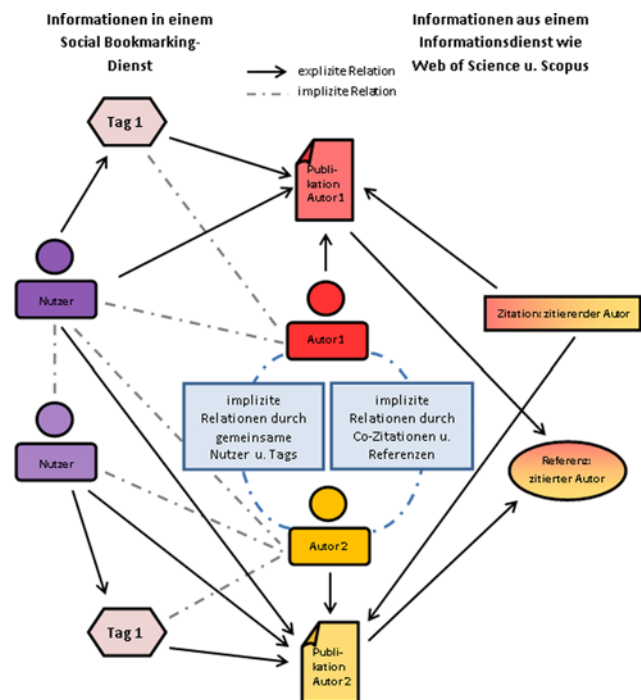 Informationen in einem
Social Bookmarking-
Dienst
Informationen aus einem
Informationsdienst wie
Web of Science u. Scopus
explizite Relation
implizite Relation
Tag 1
Publi-
kation
Autor1
Nutzer
Autor1
Zitation: zitierender Autor
implizite
Relationen durch
gemeinsame
Nutzer u. Tags
implizite
Relationen durch
Co-Zitationen u.
Referenzen
Nutzer
Referenz:
zitierter Autor
Autor2
Tag 1
Publi-
kation
Autor2